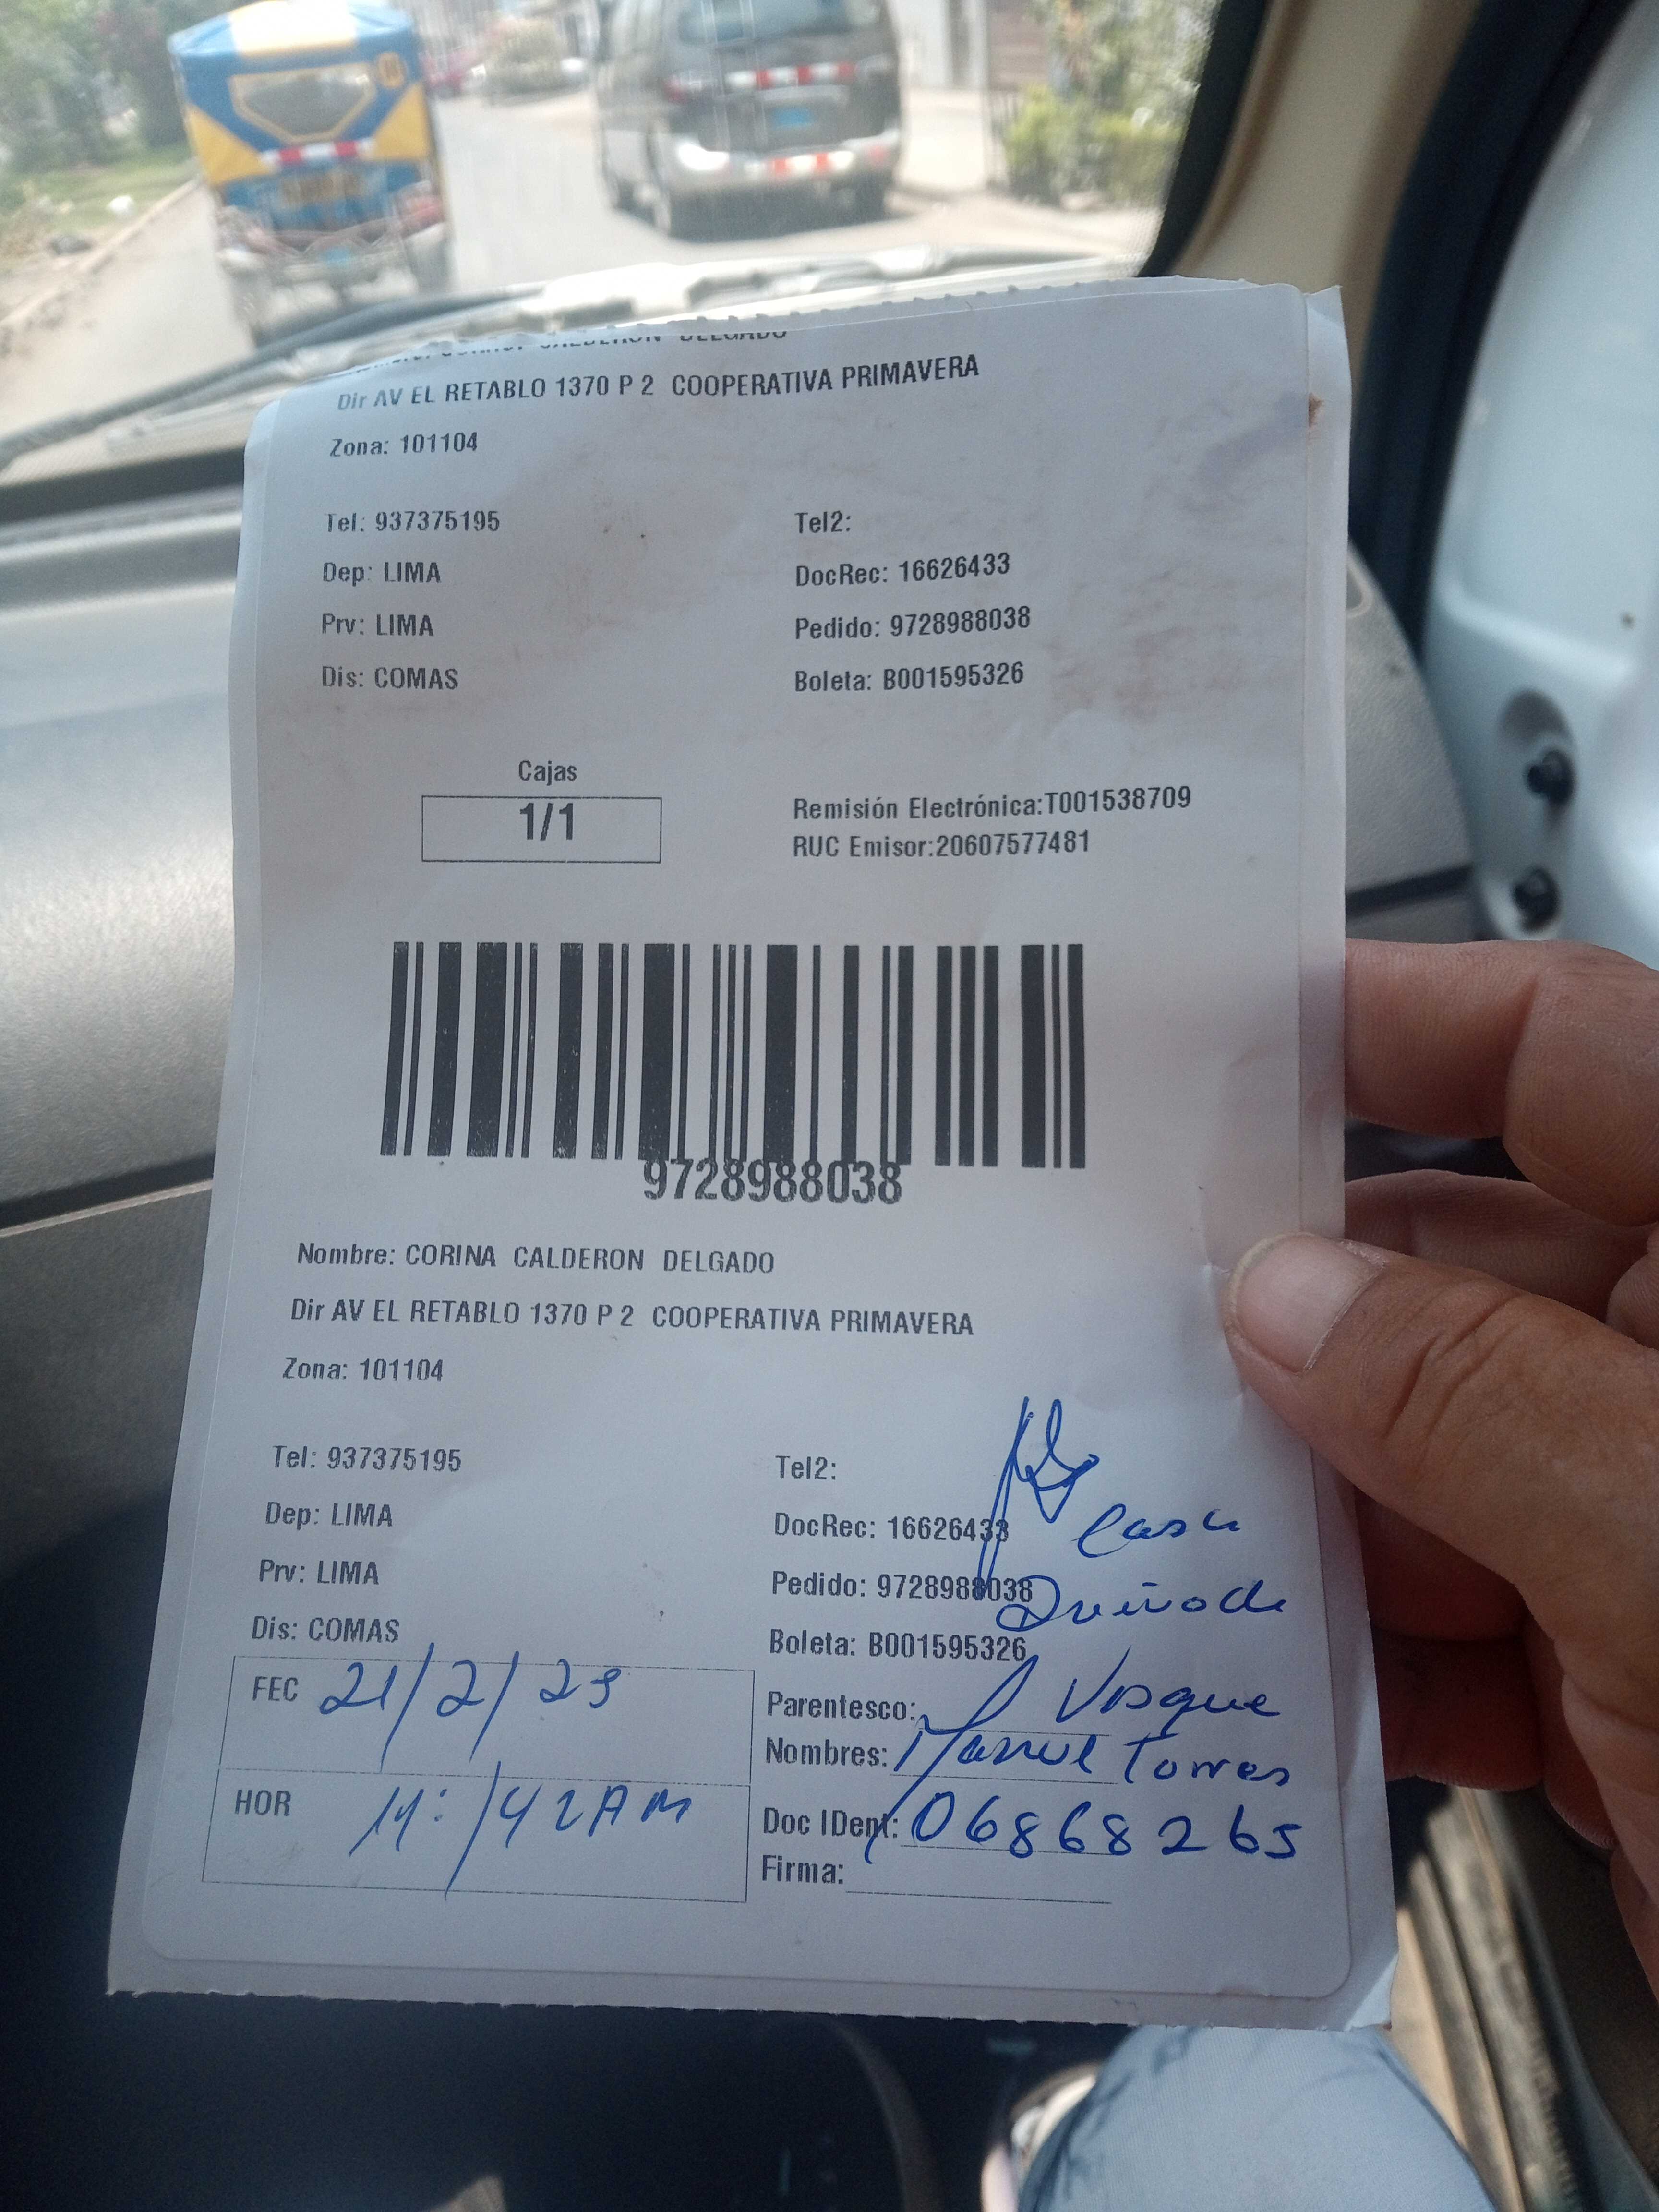 CALDERON DELGADO
Dir AV EL RETABLO 1370 P 2 COOPERATIVA PRIMAVERA
Zona: 101104
Tel: 937375195 Tel2:
Dep: LIMA DocRec: 16626433
Prv: LIMA Pedido: 9728988038
Dis: COMAS Boleta: B001595326
Cajas
1/1
Remisión Electrónica:T001538709
RUC Emisor:20607577481
9728988038
Nombre: CORINA CALDERON DELGADO
Dir AV EL RETABLO 1370 P 2 COOPERATIVA PRIMAVERA
Zona: 101104
Tel: 937375195 Tel2:
Dep: LIMA DocRec: 16626433
Casa
Prv: LIMA Pedido: 9728988038
Dueño de
Dis: COMAS Boleta: B001595326
FEC 21/2/23
Parentesco:
Nombres: Manuel Torres
HOR 11:42 AM
Doc IDent: 06868265
Firma: